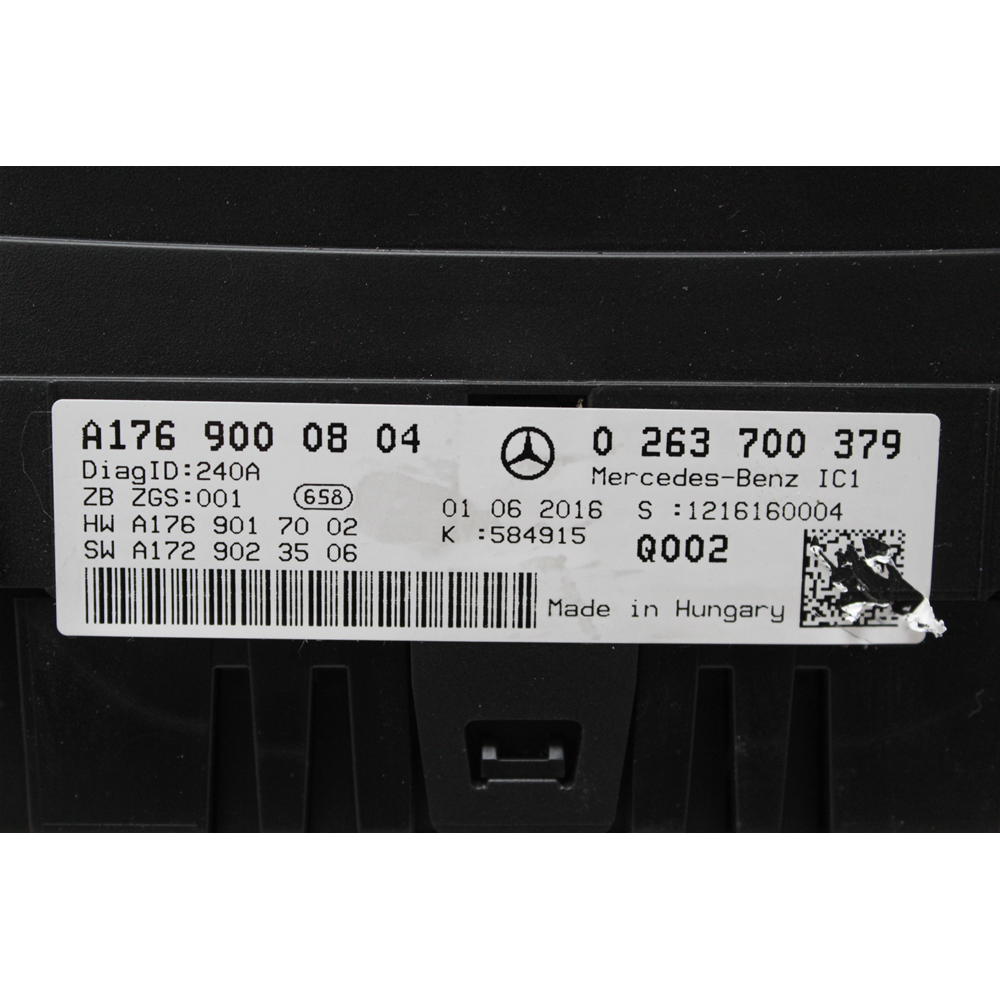 A176 900 08 04
DiagID:240A
ZB ZGS:001 658
HW A176 901 70 02
SW A172 902 35 06
0 263 700 379
Mercedes-Benz IC1
01 06 2016 S :1216160004
K :584915 Q002
Made in Hungary